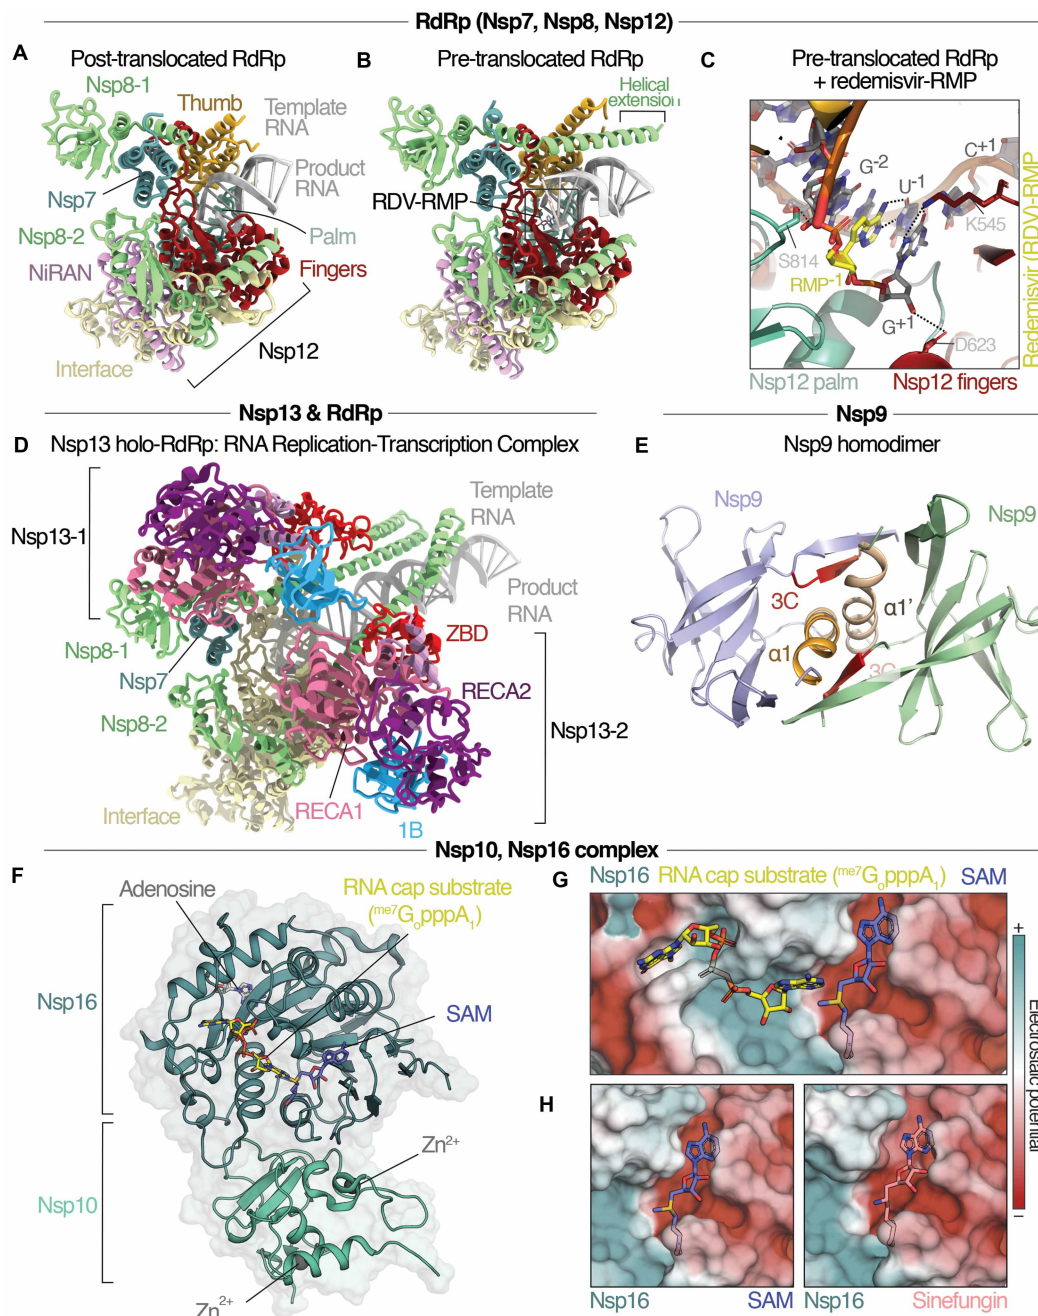 RdRp (Nsp7, Nsp8, Nsp12)
A
Post-translocated RdRp
Nsp8-1
Thumb
Template
RNA
Product
RNA
Nsp7
Nsp8-2
Palm
NiRAN
Fingers
Nsp12
Interface
B
Pre-translocated RdRp
Helical
extension
RDV-RMP
C
Pre-translocated RdRp
+ redemisvir-RMP
C+1
G-2
U-1
K545
S814
RMP-1
G+1
D623
Nsp12 palm
Nsp12 fingers
Redemisvir (RDV)-RMP
Nsp13 & RdRp
D
Nsp13 holo-RdRp: RNA Replication-Transcription Complex
Nsp13-1
Template
RNA
Product
RNA
ZBD
Nsp8-1
Nsp7
RECA2
Nsp8-2
Nsp13-2
Interface
RECA1
1B
Nsp9
E
Nsp9 homodimer
Nsp9
Nsp9
3C
α1'
α1
3C
Nsp10, Nsp16 complex
F
Adenosine
RNA cap substrate
(me7GopppA1)
Nsp16
SAM
Zn2+
Nsp10
Zn2+
G
Nsp16
RNA cap substrate (me7GopppA1)
SAM
+
Electrostaic potential
–
H
Nsp16
SAM
Nsp16
Sinefungin